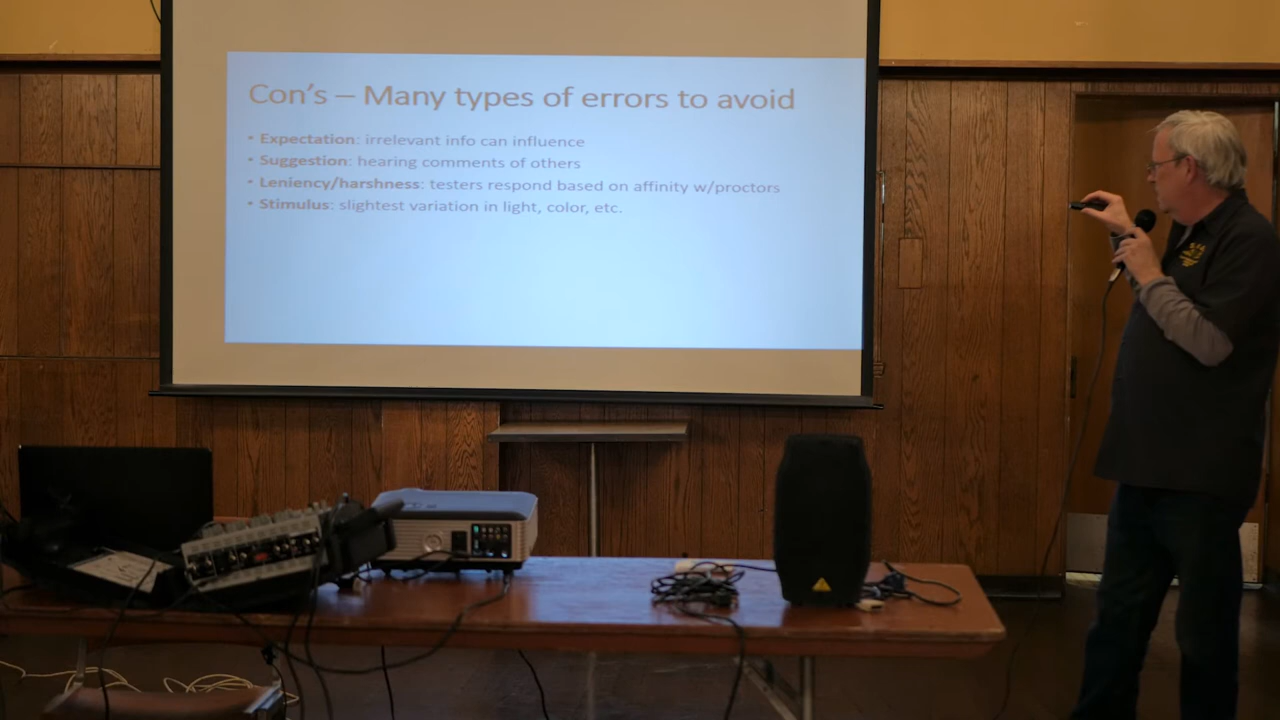 Con's – Many types of errors to avoid
• Expectation: irrelevant info can influence
• Suggestion: hearing comments of others
• Leniency/harshness: testers respond based on affinity w/proctors
• Stimulus: slightest variation in light, color, etc.